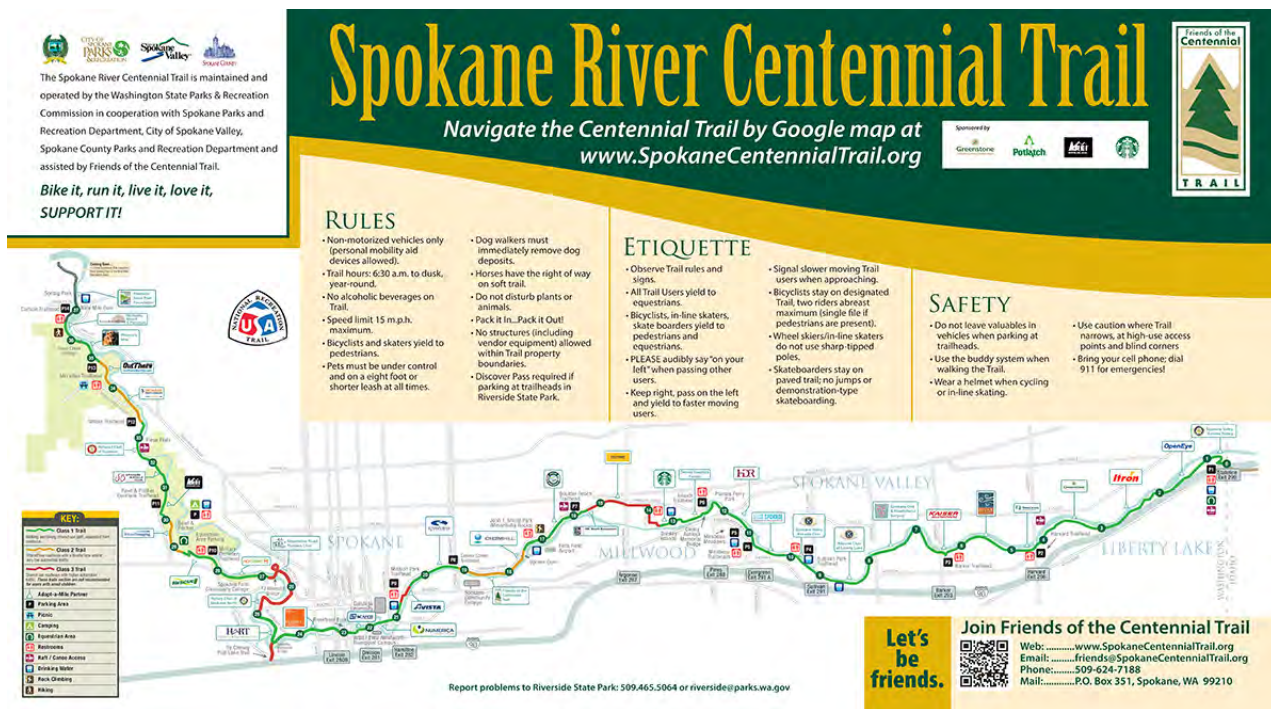 CITY OF
SPOKANE
PARKS
& RECREATION
Spokane
Valley
SPOKANE COUNTY
The Spokane River Centennial Trail is maintained and
operated by the Washington State Parks & Recreation
Commission in cooperation with Spokane Parks and
Recreation Department, City of Spokane Valley,
Spokane County Parks and Recreation Department and
assisted by Friends of the Centennial Trail.
Bike it, run it, live it, love it,
SUPPORT IT!
Spokane River Centennial Trail
Navigate the Centennial Trail by Google map at
www.SpokaneCentennialTrail.org
Sponsored by
Greenstone
Potlatch
REI
Friends of the
Centennial
TRAIL
RULES
• Non-motorized vehicles only
(personal mobility aid
devices allowed).
• Trail hours: 6:30 a.m. to dusk,
year-round.
• No alcoholic beverages on
Trail.
• Speed limit 15 m.p.h.
maximum.
• Bicyclists and skaters yield to
pedestrians.
• Pets must be under control
and on a eight foot or
shorter leash at all times.
• Dog walkers must
immediately remove dog
deposits.
• Horses have the right of way
on soft trail.
• Do not disturb plants or
animals.
• Pack it In...Pack it Out!
• No structures (including
vendor equipment) allowed
within Trail property
boundaries.
• Discover Pass required if
parking at trailheads in
Riverside State Park.
ETIQUETTE
• Observe Trail rules and
signs.
• All Trail Users yield to
equestrians.
• Bicyclists, in-line skaters,
skate boarders yield to
pedestrians and
equestrians.
• PLEASE audibly say "on your
left" when passing other
users.
• Keep right, pass on the left
and yield to faster moving
users.
• Signal slower moving Trail
users when approaching.
• Bicyclists stay on designated
Trail, two riders abreast
maximum (single file if
pedestrians are present).
• Wheel skiers/in-line skaters
do not use sharp-tipped
poles.
• Skateboarders stay on
paved trail; no jumps or
demonstration-type
skateboarding.
SAFETY
• Do not leave valuables in
vehicles when parking at
trailheads.
• Use the buddy system when
walking the Trail.
• Wear a helmet when cycling
or in-line skating.
• Use caution where Trail
narrows, at high-use access
points and blind corners
• Bring your cell phone; dial
911 for emergencies!
NATIONAL RECREATION
USA
TRAIL
SPOKANE
MILLWOOD
SPOKANE VALLEY
LIBERTY LAKE
WASHINGTON
IDAHO
OutThere
AVISTA
NUMERICA
HDR
KAISER
Itron
OpenEye
KEY:
Class 1 Trail
Class 2 Trail
Class 3 Trail
Adopt-a-Mile Partner
Parking Area
Picnic
Camping
Equestrian Area
Restrooms
Raft / Canoe Access
Drinking Water
Rock Climbing
Hiking
Report problems to Riverside State Park: 509.465.5064 or riverside@parks.wa.gov
Let's
be
friends.
Join Friends of the Centennial Trail
Web: ..........www.SpokaneCentennialTrail.org
Email: ........friends@SpokaneCentennialTrail.org
Phone:.......509-624-7188
Mail:............P.O. Box 351, Spokane, WA 99210